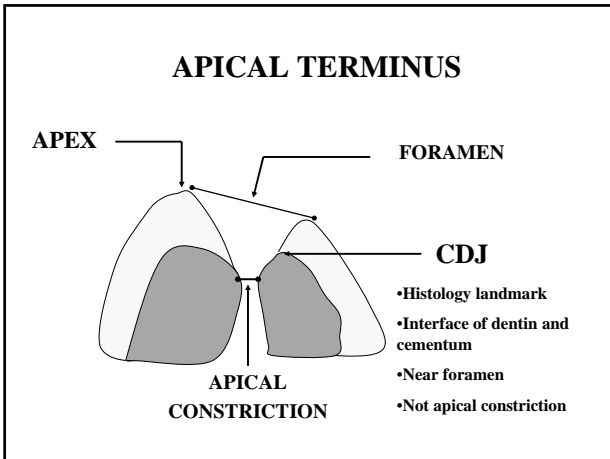 APICAL TERMINUS
APEX
FORAMEN
CDJ
•Histology landmark
•Interface of dentin and
cementum
•Near foramen
•Not apical constriction
APICAL
CONSTRICTION